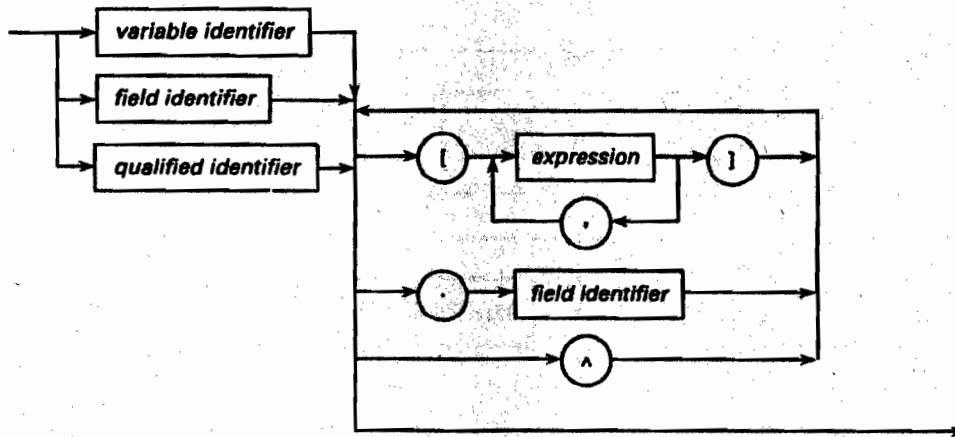 variable identifier
field identifier
qualified identifier
[ expression ]
,
. field identifier
^